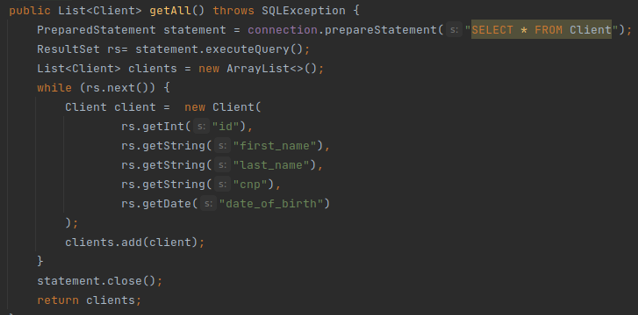 public List<Client> getAll() throws SQLException {
PreparedStatement statement = connection.prepareStatement( s: "SELECT * FROM Client");
ResultSet rs= statement.executeQuery();
List<Client> clients = new ArrayList<>();
while (rs.next()) {
Client client =  new Client(
rs.getInt( s: "id"),
rs.getString( s: "first_name"),
rs.getString( s: "last_name"),
rs.getString( s: "cnp"),
rs.getDate( s: "date_of_birth")
);
clients.add(client);
}
statement.close();
return clients;